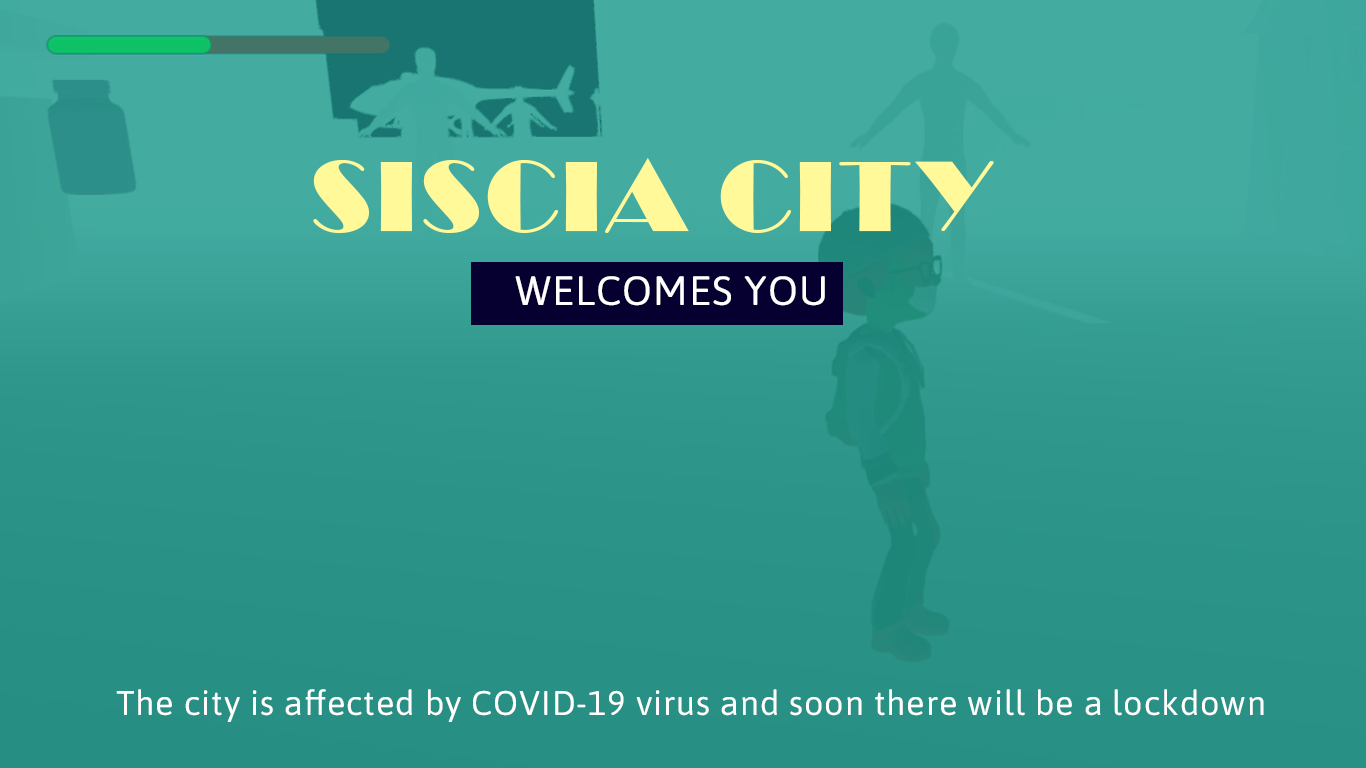 SISCIA CITY
WELCOMES YOU
The city is affected by COVID-19 virus and soon there will be a lockdown